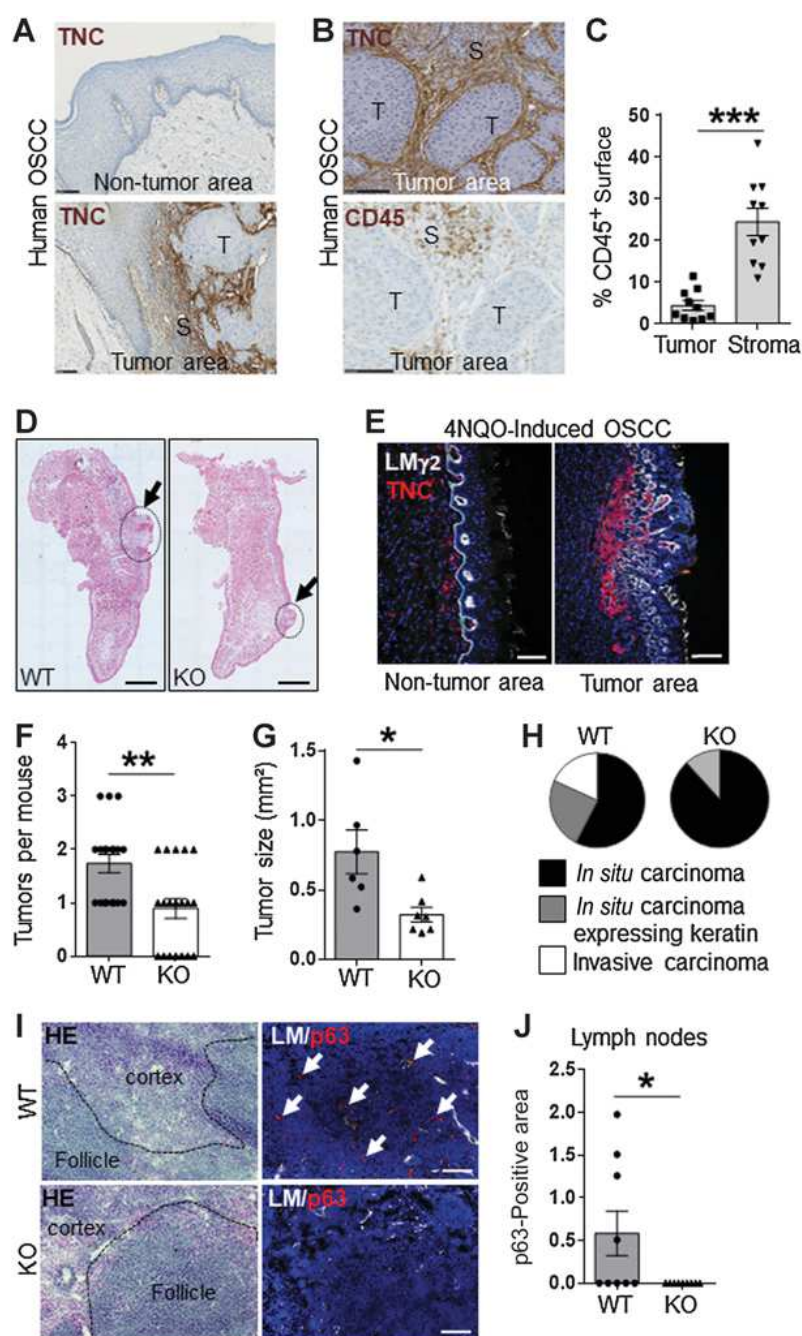 A
TNC
Human OSCC
Non-tumor area
TNC
T
S
Tumor area
B
TNC
Human OSCC
S
T
T
Tumor area
CD45
S
T
T
Tumor area
C
***
% CD45⁺ Surface
50
40
30
20
10
0
Tumor Stroma
D
WT
KO
E
4NQO-Induced OSCC
LMγ2
TNC
Non-tumor area
Tumor area
F
**
Tumors per mouse
4
3
2
1
0
WT KO
G
*
Tumor size (mm²)
1.5
1.0
0.5
0.0
WT KO
H
WT
KO
In situ carcinoma
In situ carcinoma
expressing keratin
Invasive carcinoma
I
WT
HE
cortex
Follicle
LM/p63
KO
HE
cortex
Follicle
LM/p63
J
Lymph nodes
*
p63-Positive area
2.5
2.0
1.5
1.0
0.5
0.0
WT KO